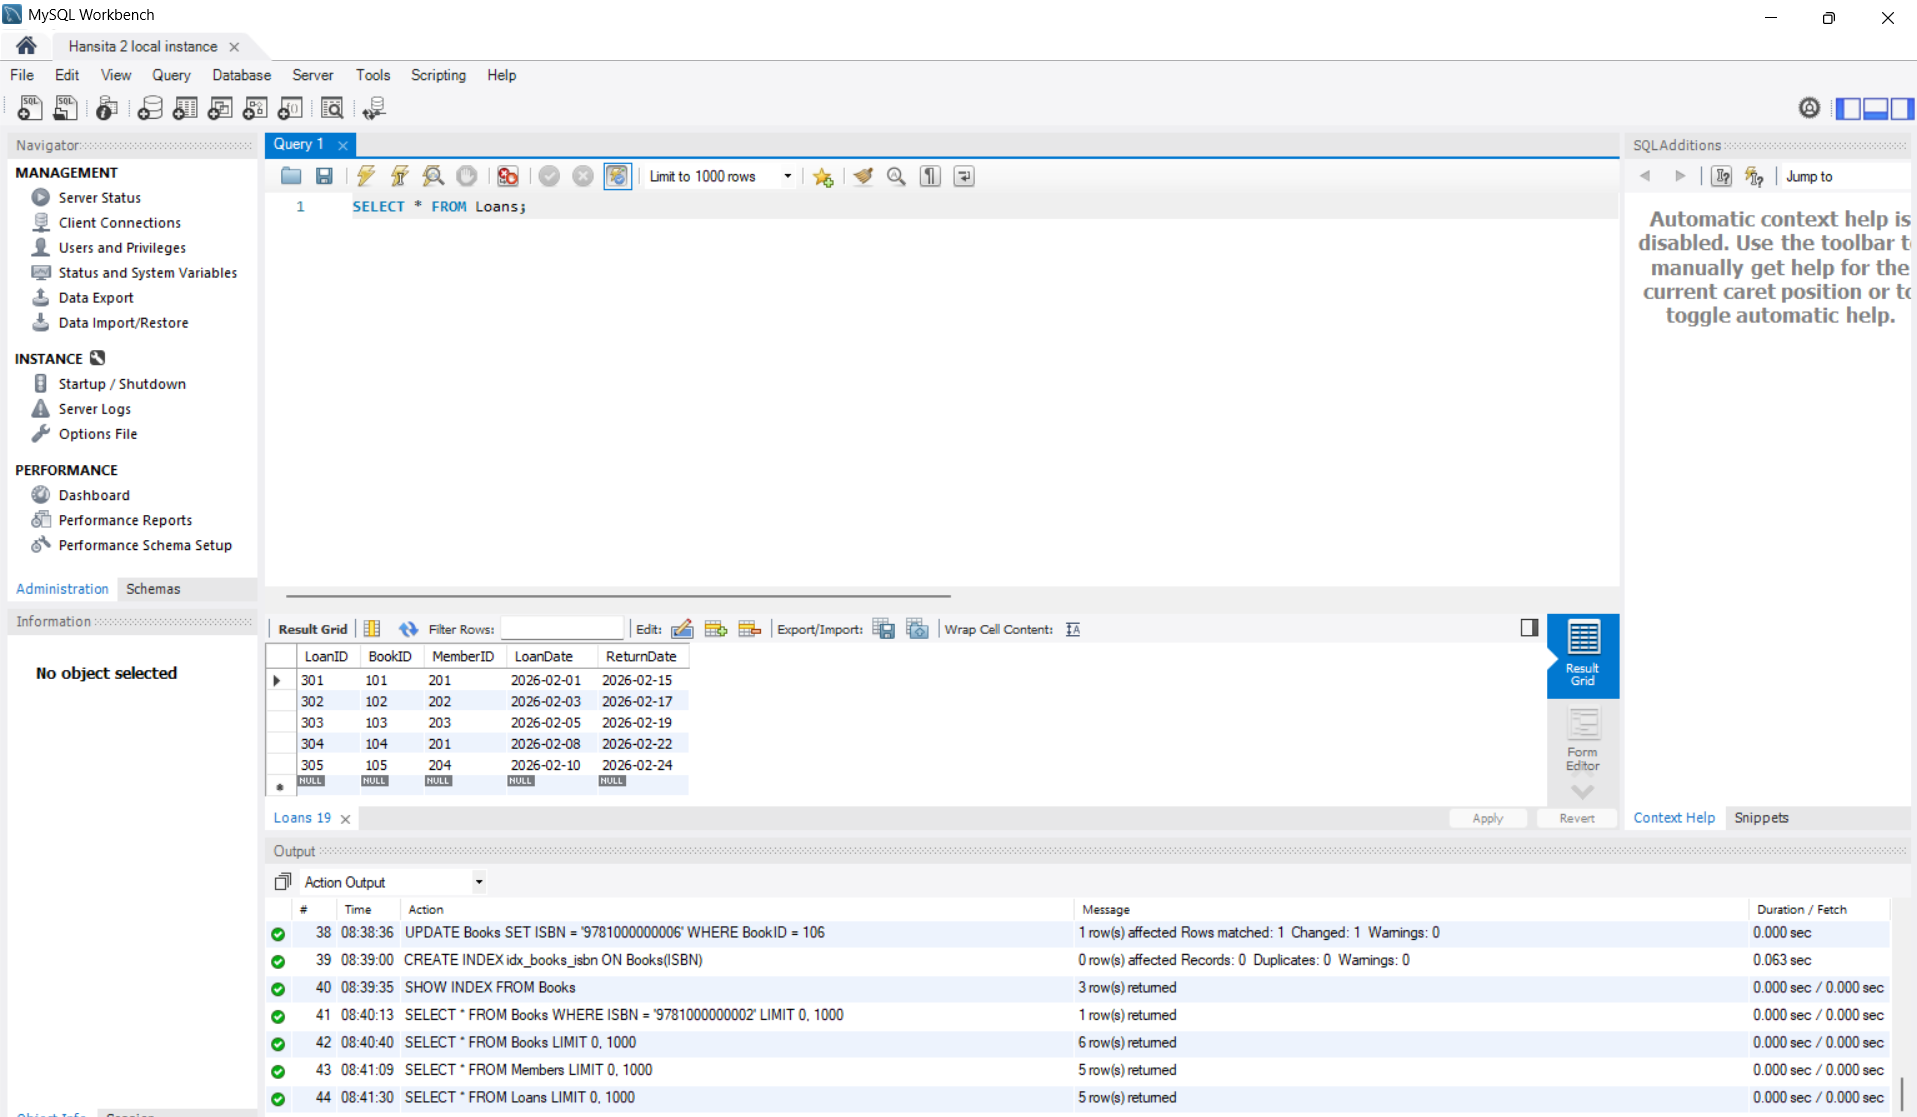 MySQL Workbench
Hansita 2 local instance
File Edit View Query Database Server Tools Scripting Help
Navigator
MANAGEMENT
Server Status
Client Connections
Users and Privileges
Status and System Variables
Data Export
Data Import/Restore
INSTANCE
Startup / Shutdown
Server Logs
Options File
PERFORMANCE
Dashboard
Performance Reports
Performance Schema Setup
Administration Schemas
Information
No object selected
Query 1
Limit to 1000 rows
1 SELECT * FROM Loans;
Result Grid Filter Rows: Edit: Export/Import: Wrap Cell Content:
LoanID BookID MemberID LoanDate ReturnDate
301 101 201 2026-02-01 2026-02-15
302 102 202 2026-02-03 2026-02-17
303 103 203 2026-02-05 2026-02-19
304 104 201 2026-02-08 2026-02-22
305 105 204 2026-02-10 2026-02-24
NULL NULL NULL NULL NULL
Result
Grid
Form
Editor
Loans 19
Apply Revert
SQLAdditions
Jump to
Automatic context help is
disabled. Use the toolbar t
manually get help for the
current caret position or to
toggle automatic help.
Context Help Snippets
Output
Action Output
# Time Action Message Duration / Fetch
38 08:38:36 UPDATE Books SET ISBN = '9781000000006' WHERE BookID = 106 1 row(s) affected Rows matched: 1 Changed: 1 Warnings: 0 0.000 sec
39 08:39:00 CREATE INDEX idx_books_isbn ON Books(ISBN) 0 row(s) affected Records: 0 Duplicates: 0 Warnings: 0 0.063 sec
40 08:39:35 SHOW INDEX FROM Books 3 row(s) returned 0.000 sec / 0.000 sec
41 08:40:13 SELECT * FROM Books WHERE ISBN = '9781000000002' LIMIT 0, 1000 1 row(s) returned 0.000 sec / 0.000 sec
42 08:40:40 SELECT * FROM Books LIMIT 0, 1000 6 row(s) returned 0.000 sec / 0.000 sec
43 08:41:09 SELECT * FROM Members LIMIT 0, 1000 5 row(s) returned 0.000 sec / 0.000 sec
44 08:41:30 SELECT * FROM Loans LIMIT 0, 1000 5 row(s) returned 0.000 sec / 0.000 sec